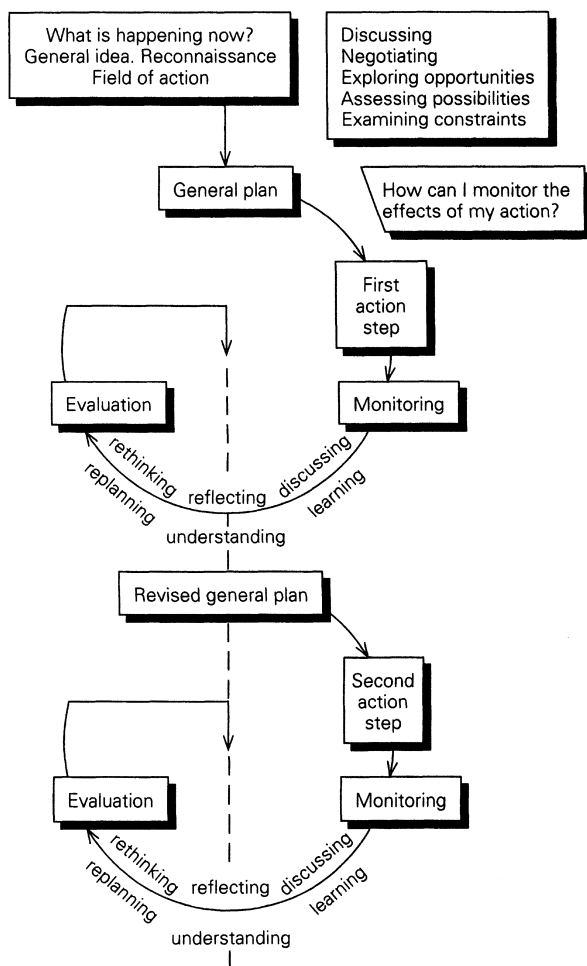 What is happening now?
General idea. Reconnaissance
Field of action
Discussing
Negotiating
Exploring opportunities
Assessing possibilities
Examining constraints
General plan
How can I monitor the
effects of my action?
First
action
step
Evaluation
Monitoring
rethinking
reflecting
discussing
replanning
learning
understanding
Revised general plan
Second
action
step
Evaluation
Monitoring
rethinking
reflecting
discussing
replanning
learning
understanding